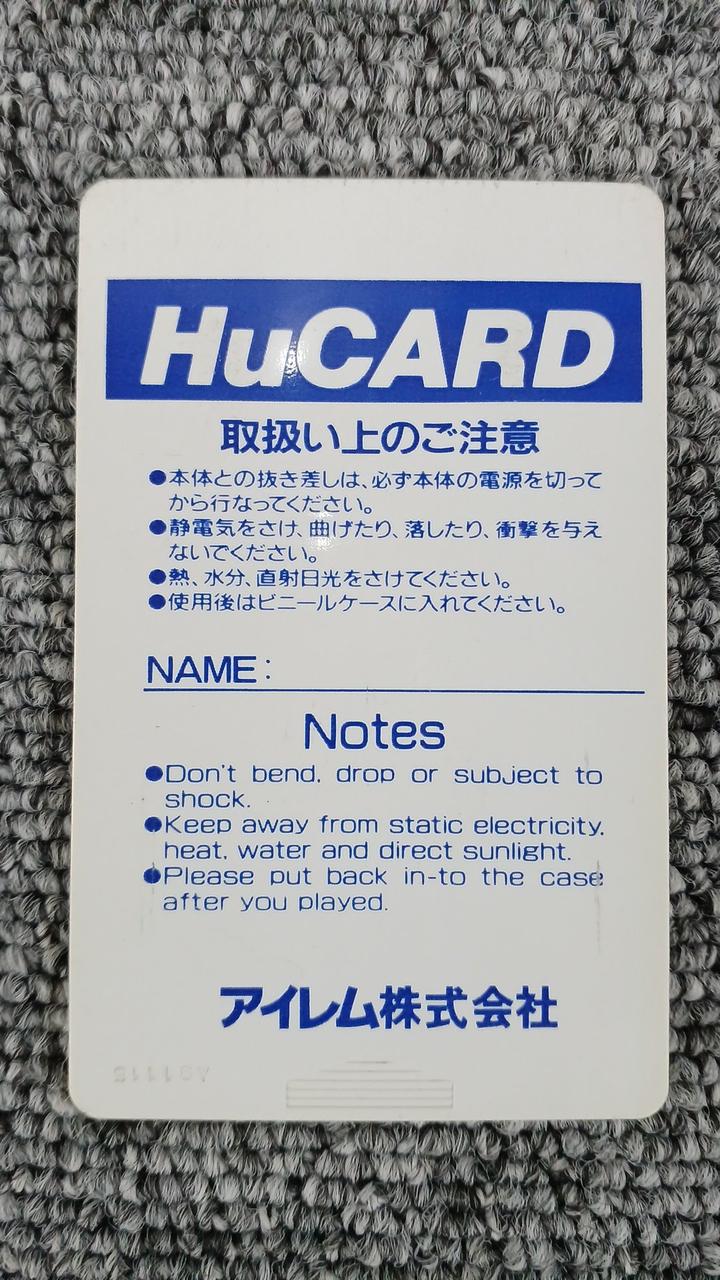 HuCARD
取扱い上のご注意
●本体との抜き差しは、必ず本体の電源を切って
から行なってください。
●静電気をさけ、曲げたり、落したり、衝撃を与え
ないでください。
●熱、水分、直射日光をさけてください。
●使用後はビニールケースに入れてください。
NAME:
Notes
●Don't bend, drop or subject to
shock.
●Keep away from static electricity,
heat, water and direct sunlight.
●Please put back in-to the case
after you played.
アイレム株式会社